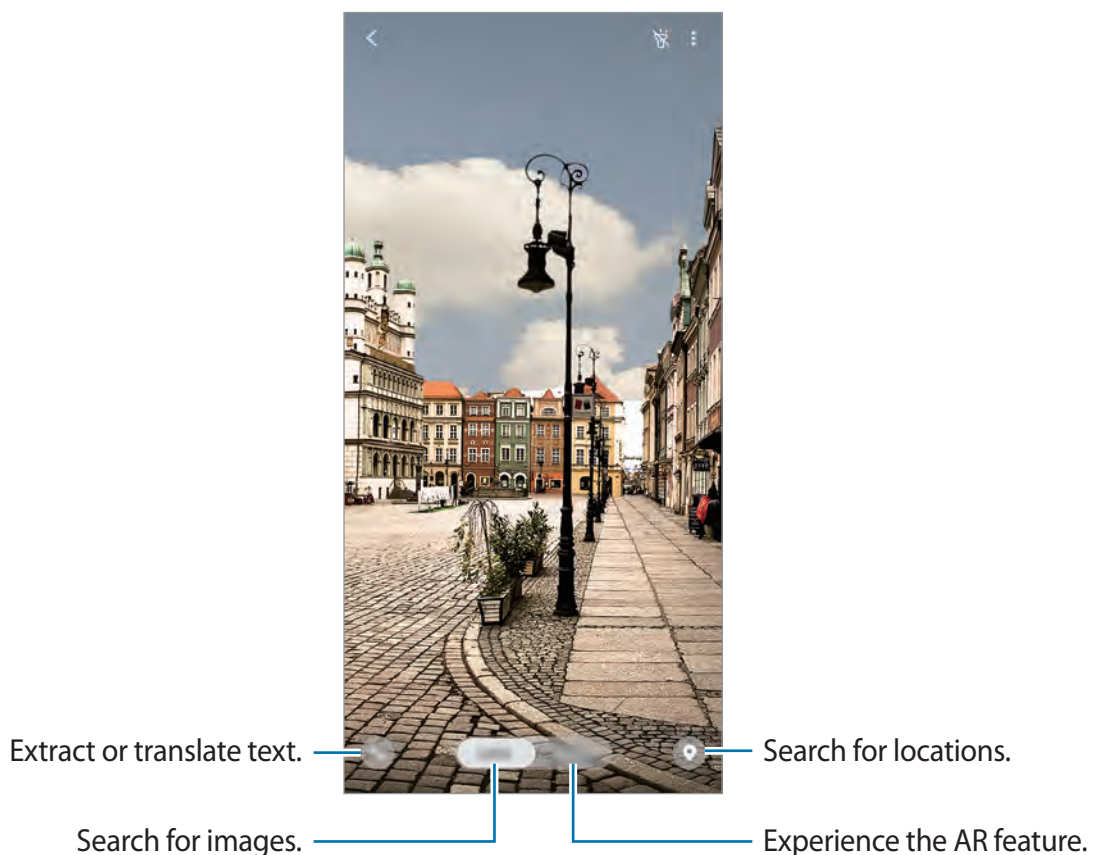 Extract or translate text.
Search for locations.
Search for images.
Experience the AR feature.